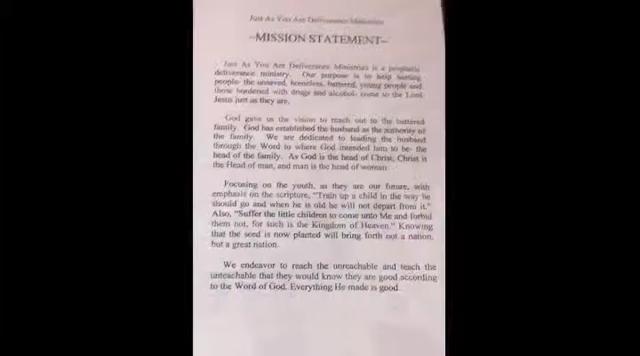 Just As You Are Deliverance Ministries
-MISSION STATEMENT-
Just As You Are Deliverance Ministries is a prophetic
deliverance ministry. Our purpose is to help hurting
people- the unsaved, homeless, battered, young people and
those burdened with drugs and alcohol- come to the Lord
Jesus just as they are.
God gave us the vision to reach out to the battered
family. God has established the husband as the authority of
the family. We are dedicated to leading the husband
through the Word to where God intended him to be- the
head of the family. As God is the head of Christ, Christ is
the Head of man, and man is the head of woman.
Focusing on the youth, as they are our future, with
emphasis on the scripture, "Train up a child in the way he
should go and when he is old he will not depart from it."
Also, "Suffer the little children to come unto Me and forbid
them not, for such is the Kingdom of Heaven." Knowing
that the seed is now planted will bring forth not a nation,
but a great nation.
We endeavor to reach the unreachable and teach the
unteachable that they would know they are good according
to the Word of God. Everything He made is good.